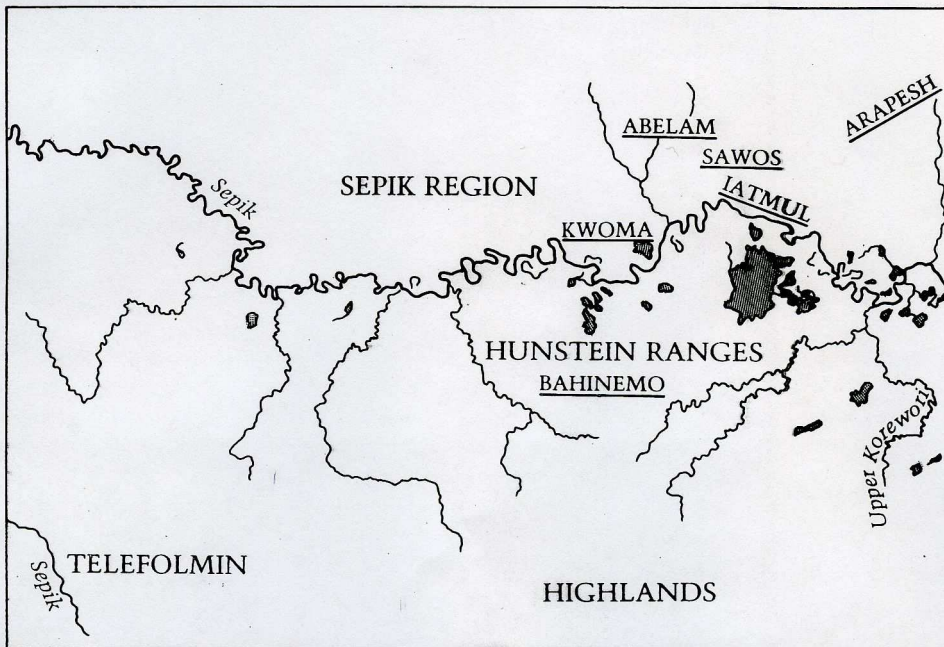 ARAPESH
ABELAM
SAWOS
Sepik
SEPIK REGION
IATMUL
KWOMA
HUNSTEIN RANGES
BAHINEMO
Upper Korewori
TELEFOLMIN
Sepik
HIGHLANDS